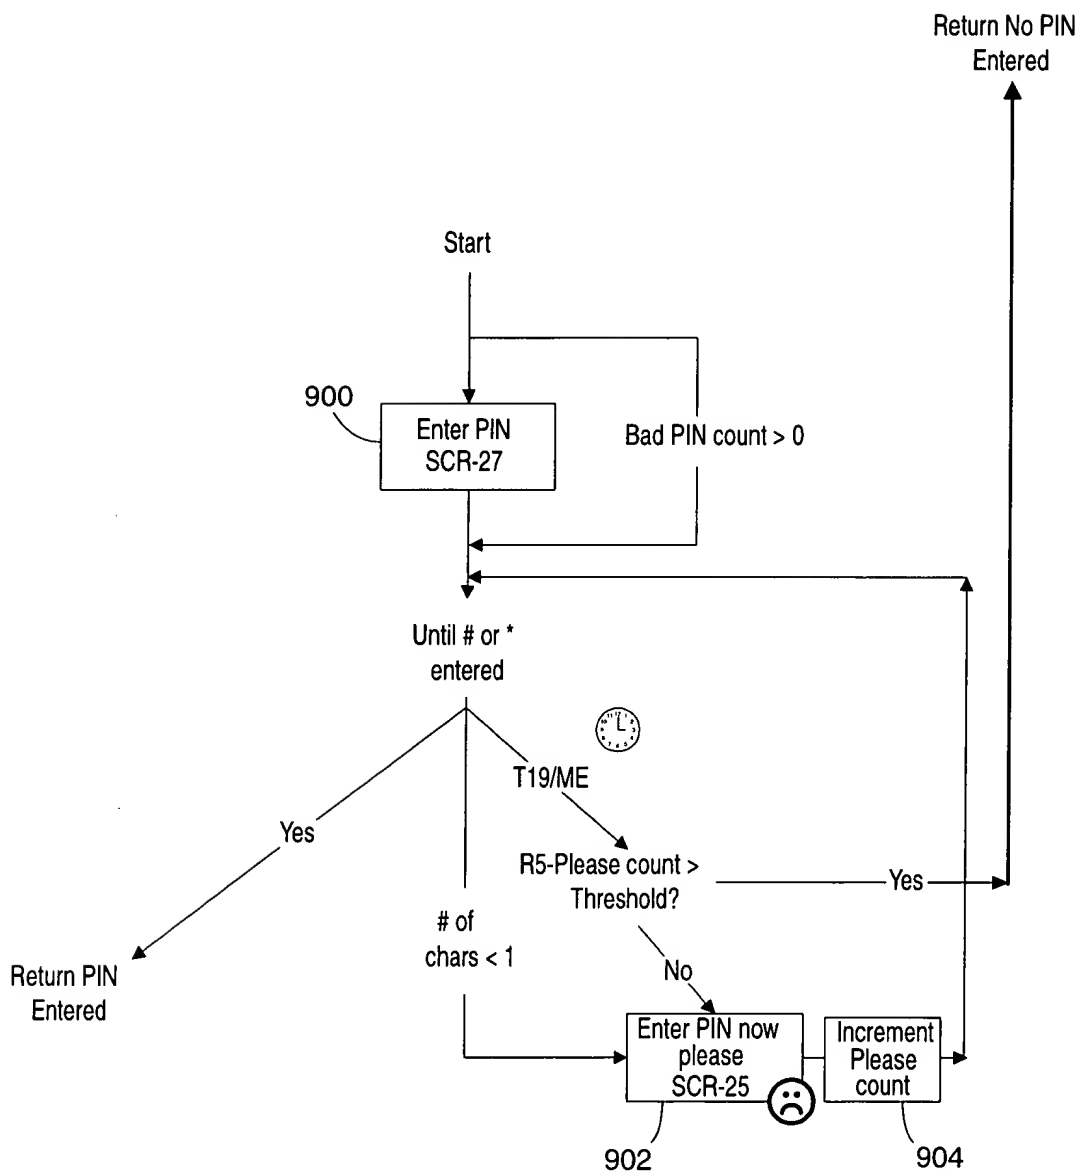 Return No PIN
Entered
Start
900
Enter PIN
SCR-27
Bad PIN count > 0
Until # or *
entered
T19/ME
Yes
R5-Please count >
Threshold?
Yes
# of
chars < 1
No
Return PIN
Entered
Enter PIN now
please
SCR-25
Increment
Please
count
902
904